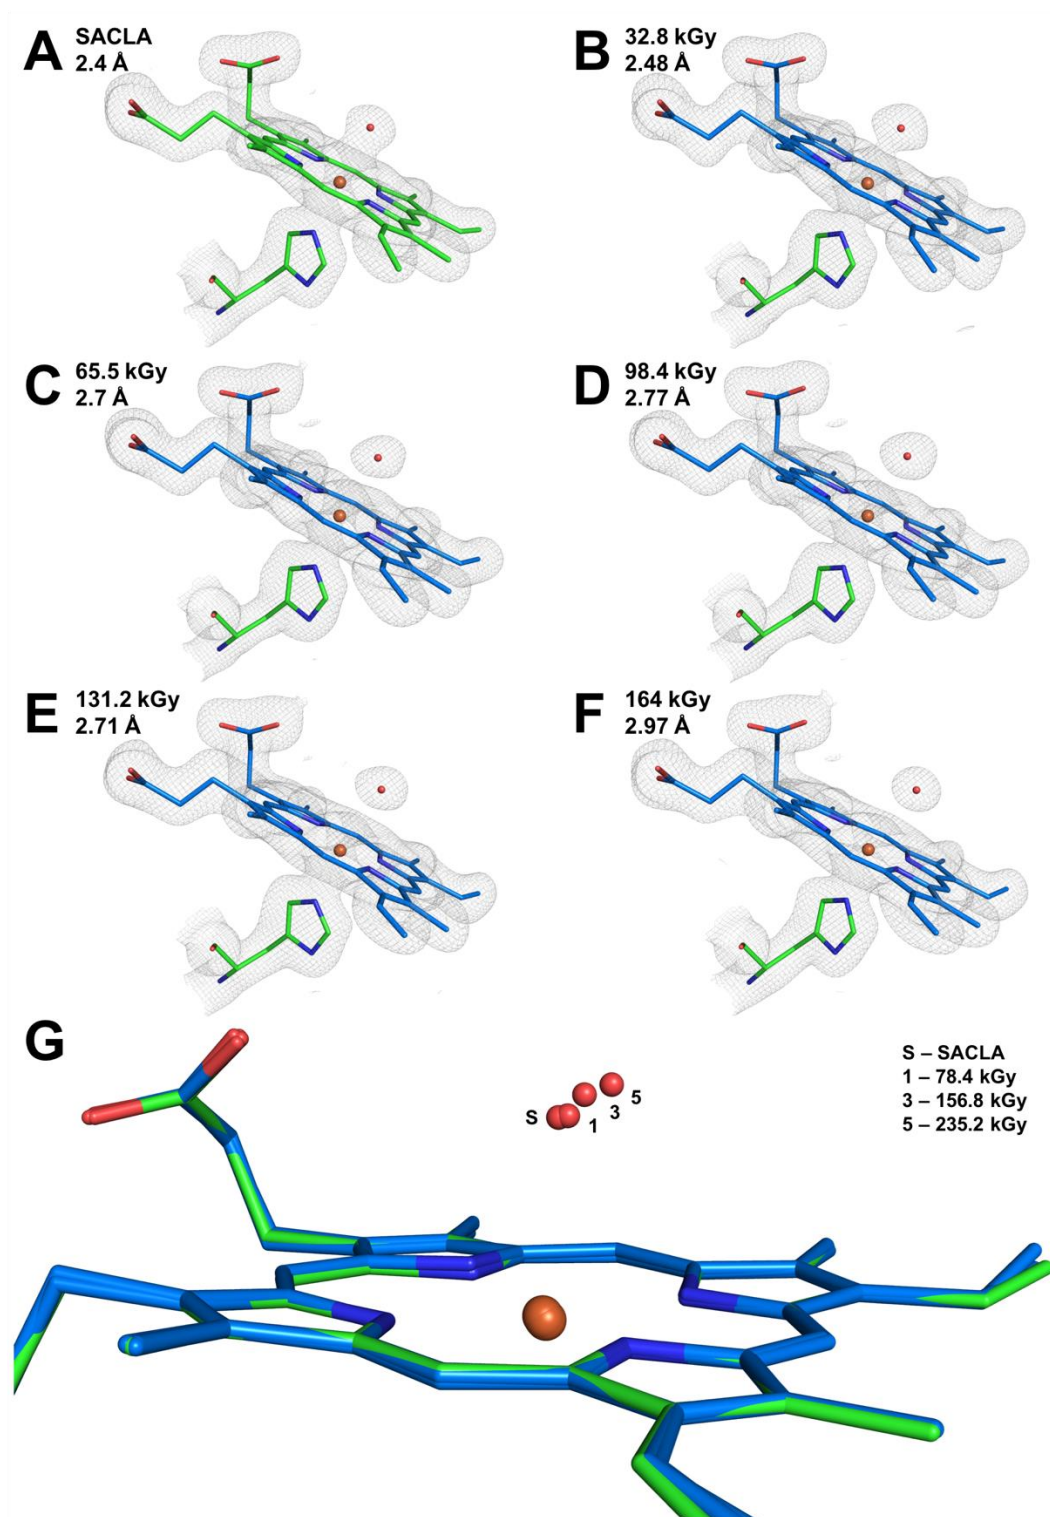 A SACLA
2.4 Å
B 32.8 kGy
2.48 Å
C 65.5 kGy
2.7 Å
D 98.4 kGy
2.77 Å
E 131.2 kGy
2.71 Å
F 164 kGy
2.97 Å
G
S – SACLA
1 – 78.4 kGy
3 – 156.8 kGy
5 – 235.2 kGy
S 1 3 5